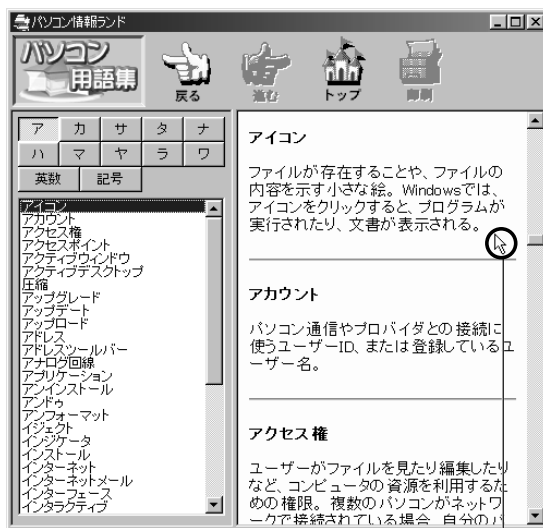 パソコン情報ランド
パソコン
用語集
戻る
進む
トップ
印刷
ア カ サ タ ナ
ハ マ ヤ ラ ワ
英数 記号
アイコン
アカウント
アクセス権
アクセスポイント
アクティブウィンドウ
アクティブデスクトップ
圧縮
アップグレード
アップデート
アップロード
アドレス
アドレスツールバー
アナログ回線
アプリケーション
アンインストール
アンドゥ
アンフォーマット
イジェクト
インジケータ
インストール
インターネット
インターネットメール
インターフェース
インタラクティブ
アイコン
ファイルが存在することや、ファイルの
内容を示す小さな絵。Windowsでは、
アイコンをクリックすると、プログラムが
実行されたり、文書が表示される。
アカウント
パソコン通信やプロバイダとの接続に
使うユーザーID、または登録しているユ
ーザー名。
アクセス権
ユーザーがファイルを見たり編集したり
など、コンピュータの資源を利用するた
めの権限。複数のパソコンがネットワ
ークで接続されている場合、自分のパ